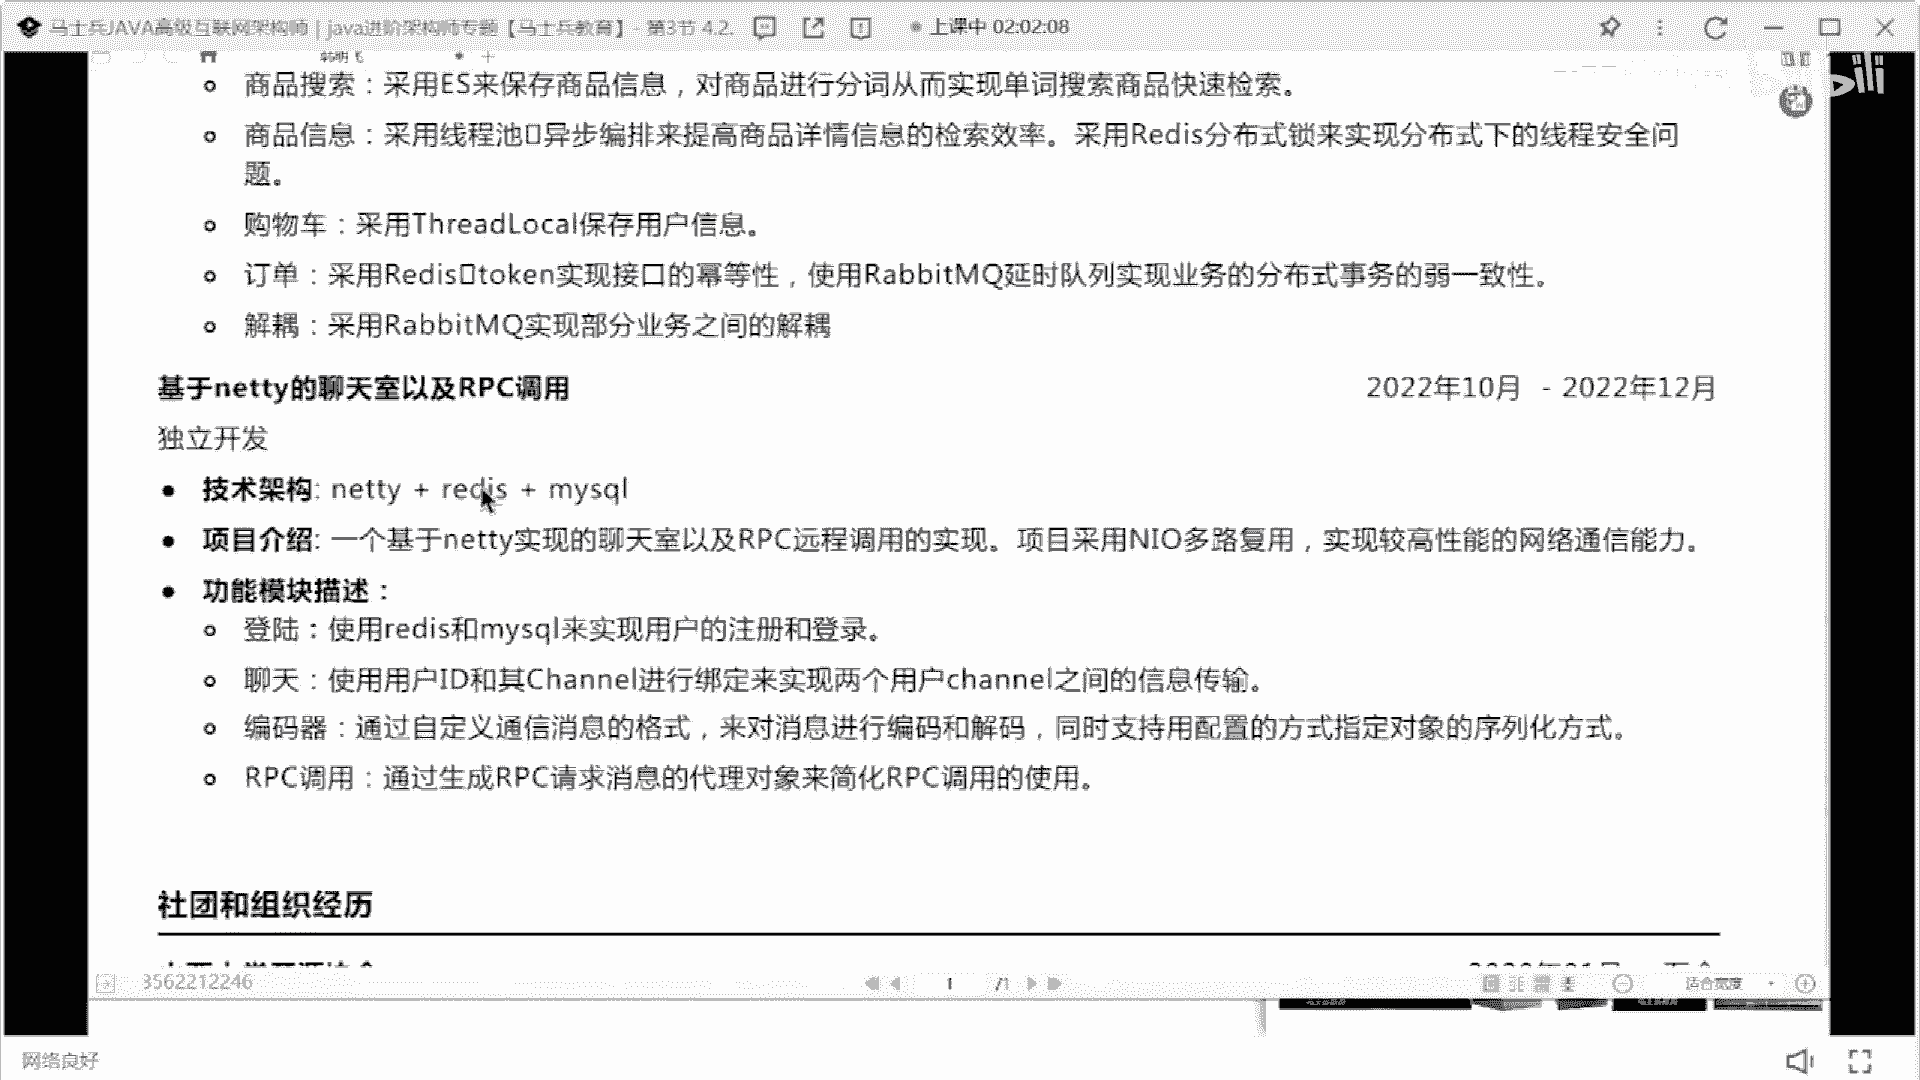 马士兵JAVA高级互联网架构师 | java进阶架构师专题【马士兵教育】 - 第3节 4.2.
上课中 02:02:08
商品搜索：采用ES来保存商品信息，对商品进行分词从而实现单词搜索商品快速检索。
商品信息：采用线程池▯异步编排来提高商品详情信息的检索效率。采用Redis分布式锁来实现分布式下的线程安全问
题。
购物车：采用ThreadLocal保存用户信息。
订单：采用Redis▯token实现接口的幂等性，使用RabbitMQ延时队列实现业务的分布式事务的弱一致性。
解耦：采用RabbitMQ实现部分业务之间的解耦
基于netty的聊天室以及RPC调用 2022年10月 - 2022年12月
独立开发
技术架构: netty + redis + mysql
项目介绍: 一个基于netty实现的聊天室以及RPC远程调用的实现。项目采用NIO多路复用，实现较高性能的网络通信能力。
功能模块描述：
登陆：使用redis和mysql来实现用户的注册和登录。
聊天：使用用户ID和其Channel进行绑定来实现两个用户channel之间的信息传输。
编码器：通过自定义通信消息的格式，来对消息进行编码和解码，同时支持用配置的方式指定对象的序列化方式。
RPC调用：通过生成RPC请求消息的代理对象来简化RPC调用的使用。
社团和组织经历
3562212246 1 /1 适合宽度
网络良好